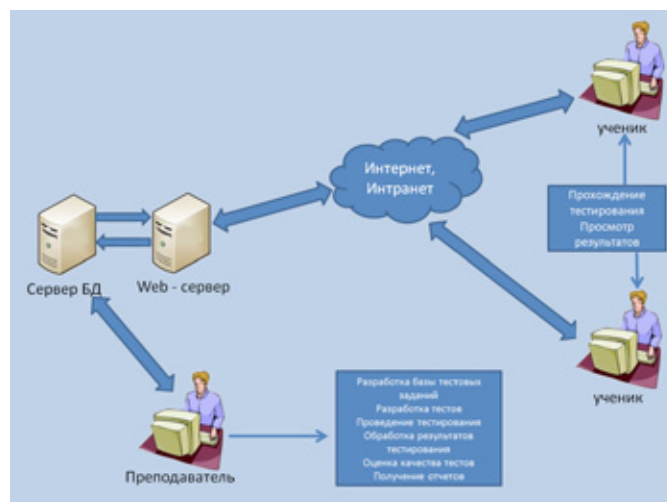 ученик
Интернет,
Интранет
Прохождение
тестирования
Просмотр
результатов
Сервер БД
Web - сервер
ученик
Разработка базы тестовых
заданий
Разработка тестов
Проведение тестирования
Обработка результатов
тестирования
Оценка качества тестов
Получение отчетов
Преподаватель